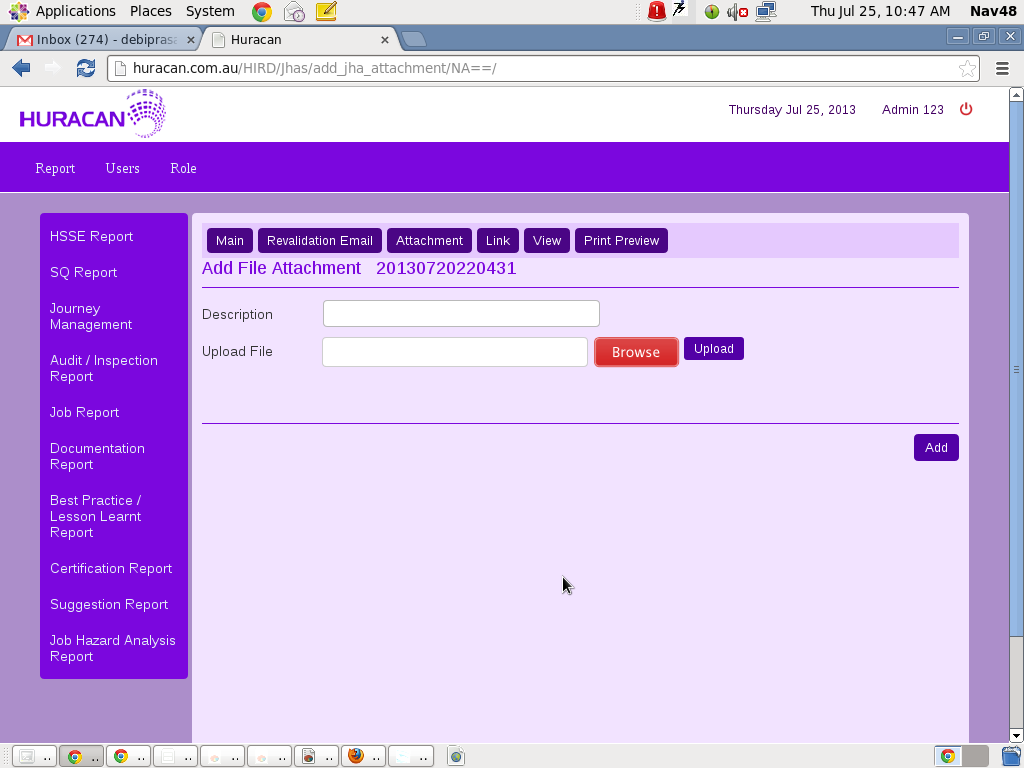 Applications Places System Thu Jul 25, 10:47 AM Nav48
Inbox (274) - debiprasa Huracan
huracan.com.au/HIRD/Jhas/add_jha_attachment/NA==/
HURACAN Thursday Jul 25, 2013 Admin 123
Report Users Role
HSSE Report
SQ Report
Journey
Management
Audit / Inspection
Report
Job Report
Documentation
Report
Best Practice /
Lesson Learnt
Report
Certification Report
Suggestion Report
Job Hazard Analysis
Report
Main Revalidation Email Attachment Link View Print Preview
Add File Attachment 20130720220431
Description
Upload File Browse Upload
Add